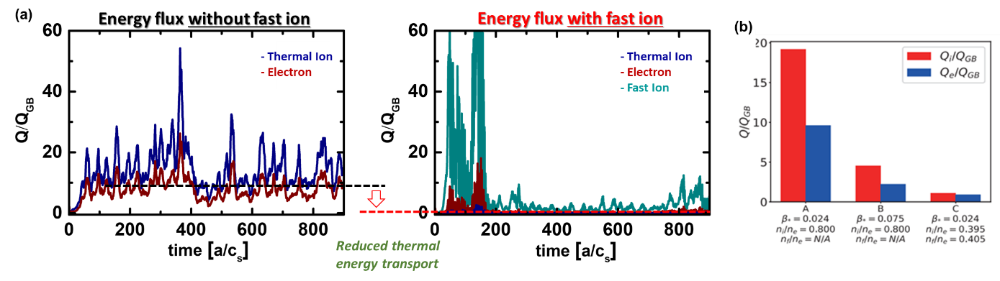 (a)
Energy flux without fast ion
Q/Q_GB
60
40
20
0
- Thermal Ion
- Electron
0 200 400 600 800
time [a/c_s]
Reduced thermal
energy transport
Energy flux with fast ion
60
40
20
0
- Thermal Ion
- Electron
- Fast Ion
0 200 400 600 800
time [a/c_s]
(b)
Q/Q_GB
20
15
10
5
0
Q_i/Q_GB
Q_e/Q_GB
A B C
β* = 0.024 β* = 0.075 β* = 0.024
n_i/n_e = 0.800 n_i/n_e = 0.800 n_i/n_e = 0.395
n_f/n_e = N/A n_f/n_e = N/A n_f/n_e = 0.405